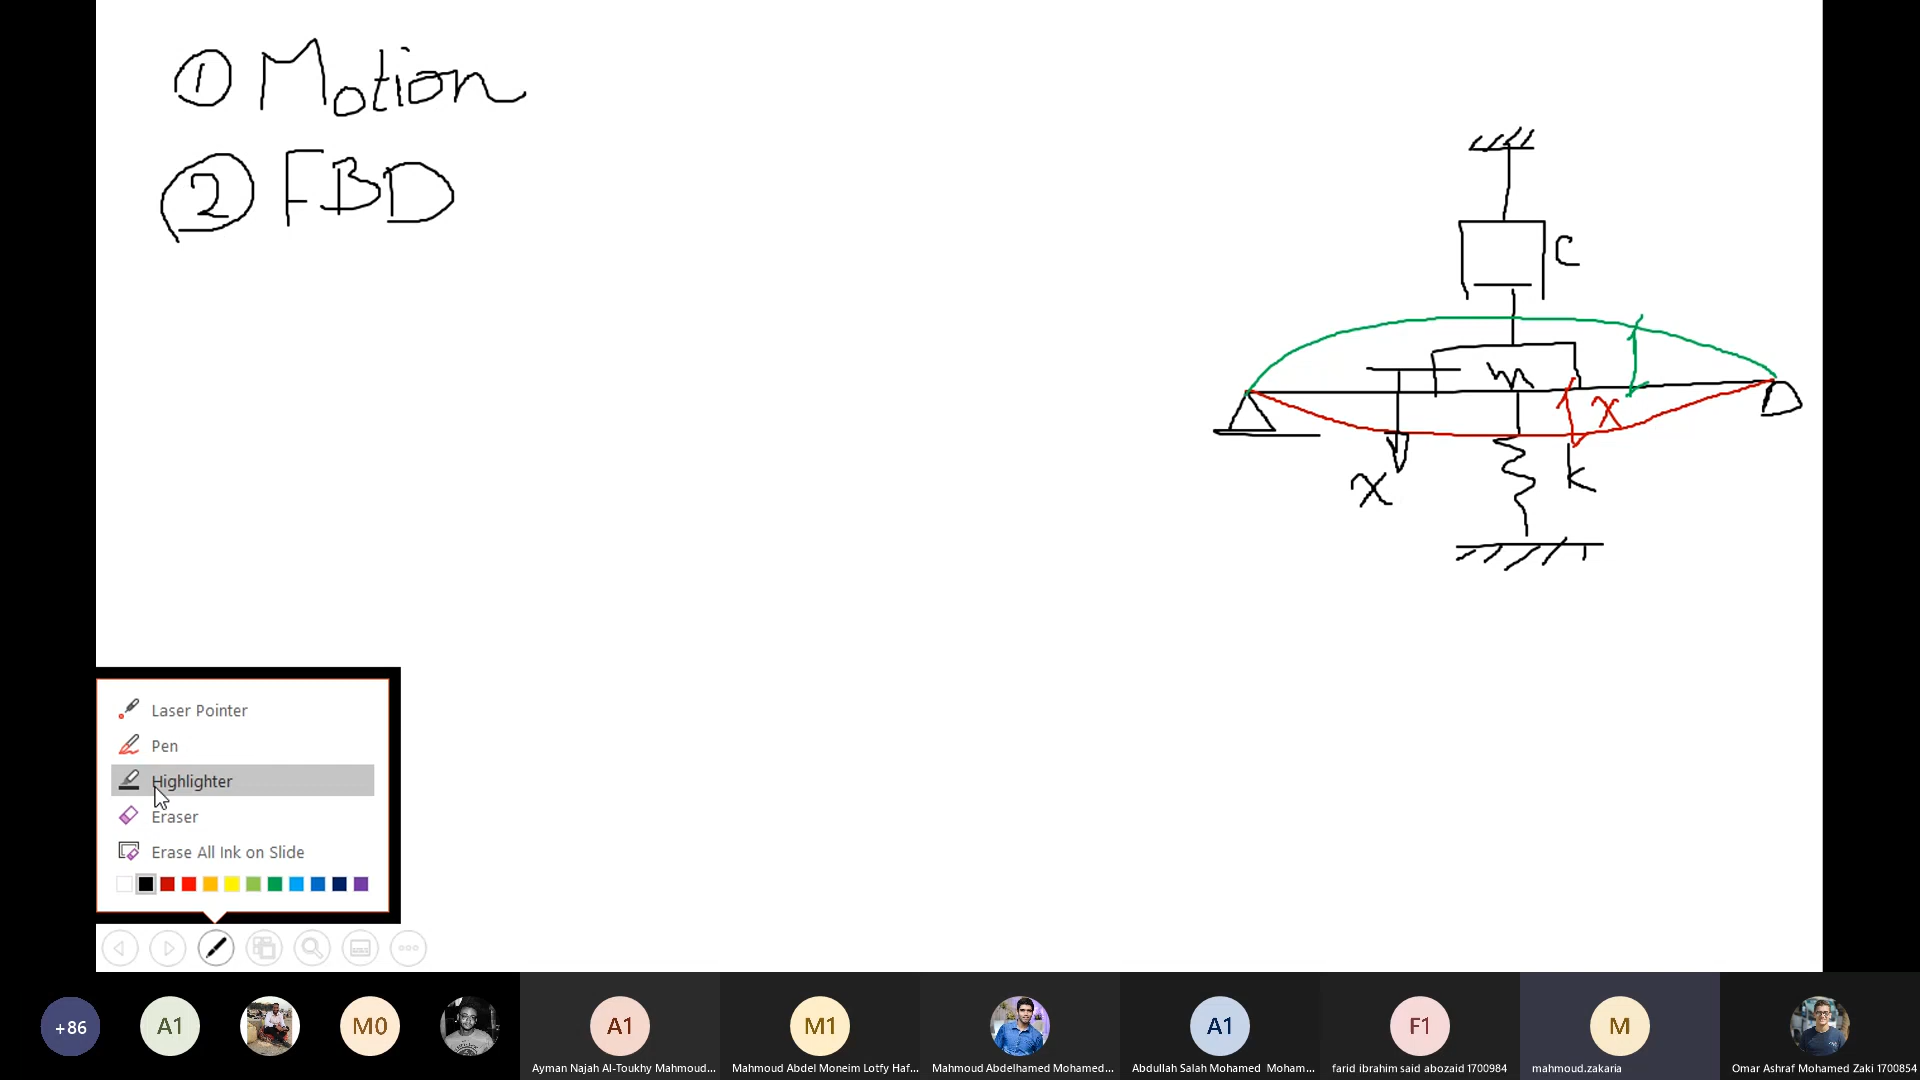 ① Motion
② FBD
C
m
x
x
k
Laser Pointer
Pen
Highlighter
Eraser
Erase All Ink on Slide
+86
A1
M0
A1
M1
A1
F1
M
Ayman Najah Al-Toukhy Mahmoud...
Mahmoud Abdel Moneim Lotfy Haf...
Mahmoud Abdelhamed Mohamed...
Abdullah Salah Mohamed Moham...
farid ibrahim said abozaid 1700984
mahmoud.zakaria
Omar Ashraf Mohamed Zaki 1700854